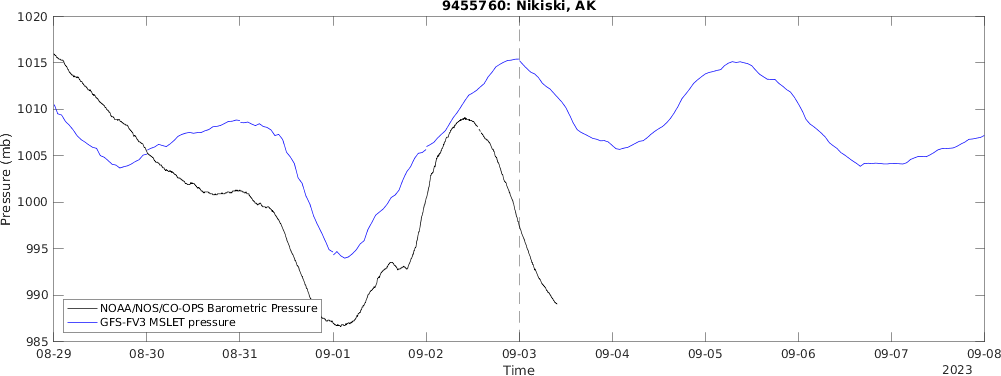 9455760: Nikiski, AK
1020
1015
1010
1005
1000
995
990
985
Pressure (mb)
NOAA/NOS/CO-OPS Barometric Pressure
GFS-FV3 MSLET pressure
08-29 08-30 08-31 09-01 09-02 09-03 09-04 09-05 09-06 09-07 09-08
Time
2023